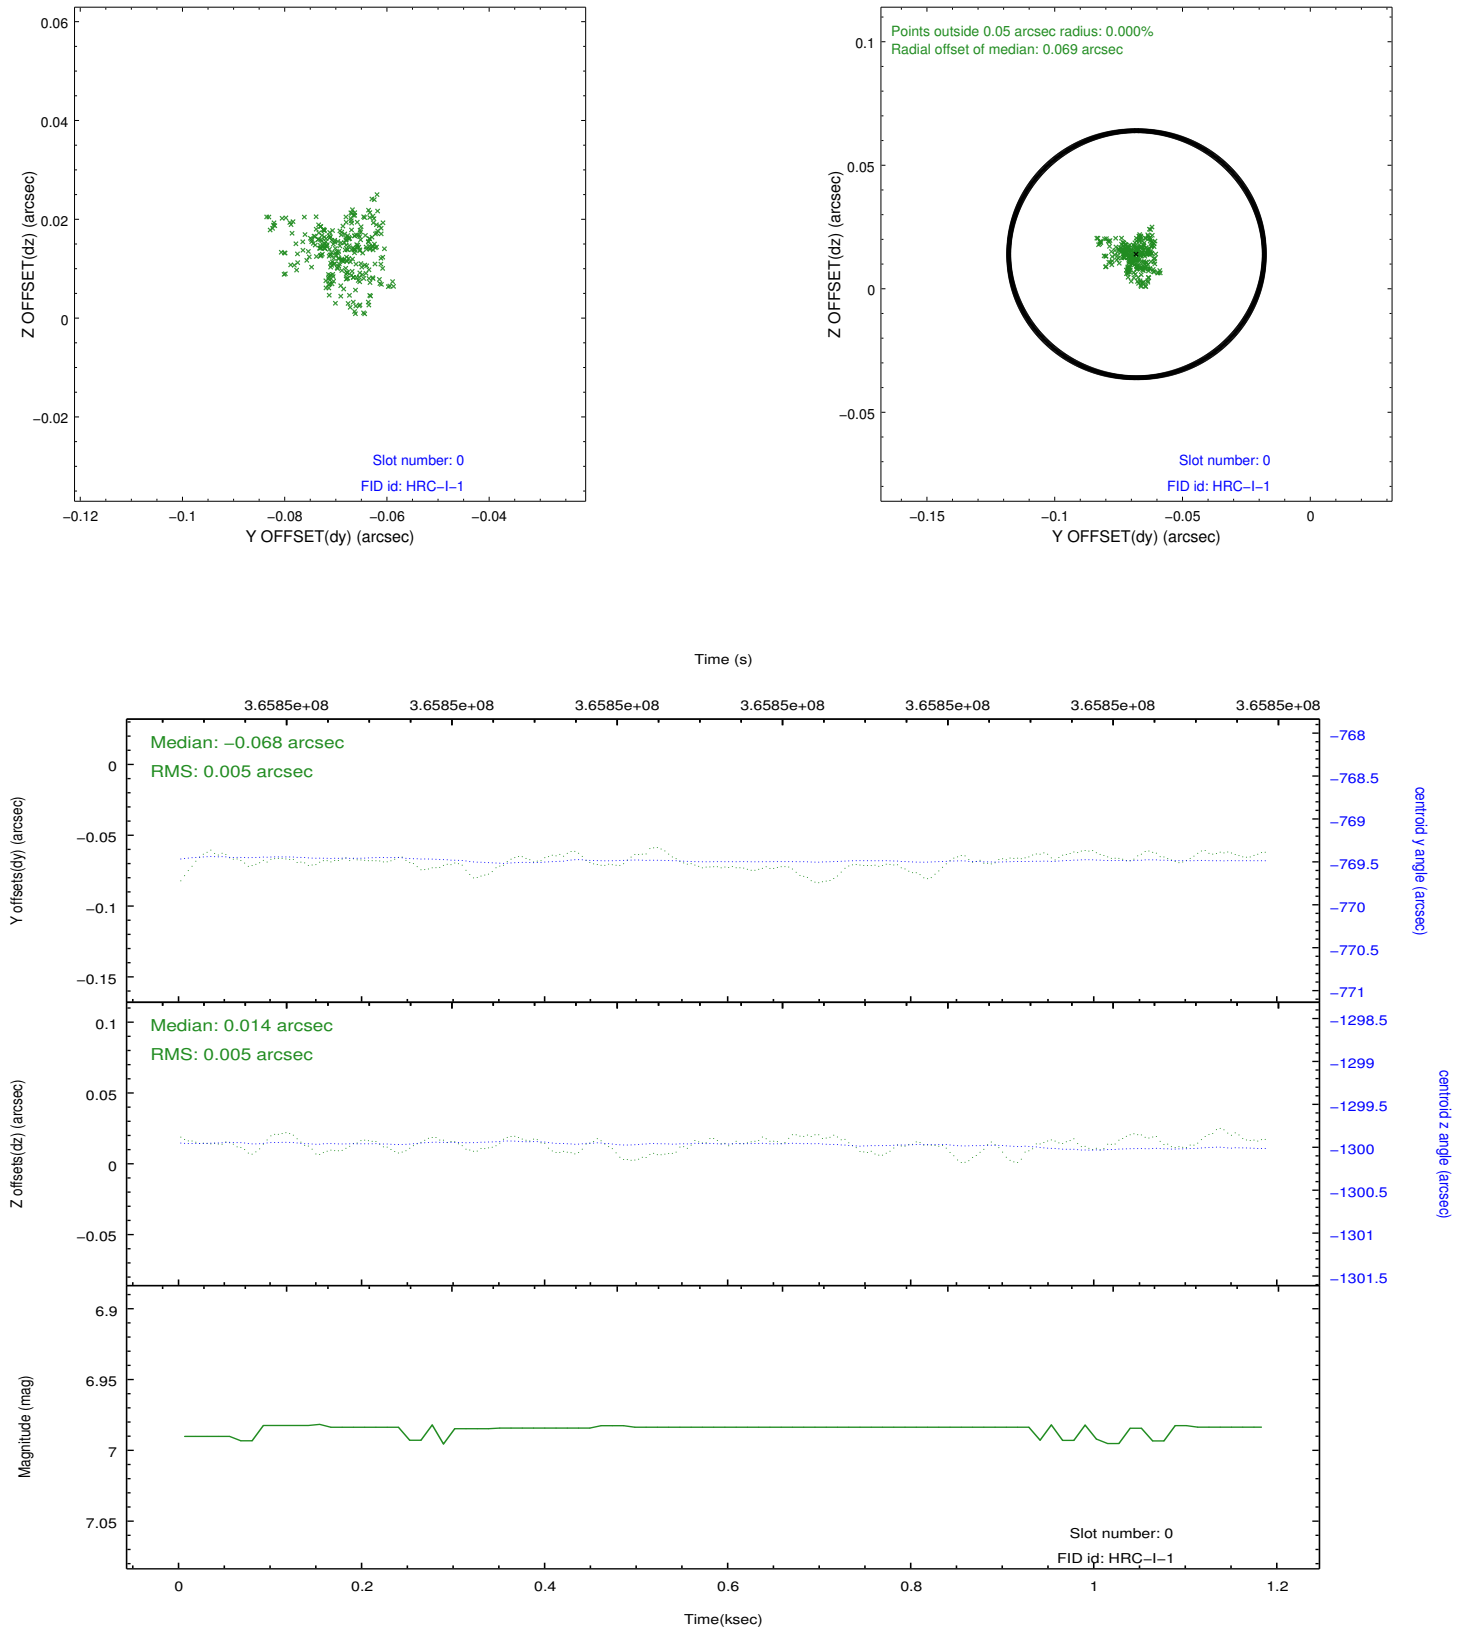 0.06
0.04
0.02
0
−0.02
Z OFFSET(dz) (arcsec)
Slot number: 0
FID id: HRC−I−1
−0.12
−0.1
−0.08
−0.06
−0.04
Y OFFSET(dy) (arcsec)
Points outside 0.05 arcsec radius: 0.000%
Radial offset of median: 0.069 arcsec
0.1
0.05
0
−0.05
Z OFFSET(dz) (arcsec)
Slot number: 0
FID id: HRC−I−1
−0.15
−0.1
−0.05
0
Y OFFSET(dy) (arcsec)
Time (s)
3.6585e+08
3.6585e+08
3.6585e+08
3.6585e+08
3.6585e+08
3.6585e+08
3.6585e+08
Median: −0.068 arcsec
RMS: 0.005 arcsec
0
−0.05
−0.1
−0.15
Y offsets(dy) (arcsec)
−768
−768.5
−769
−769.5
−770
−770.5
−771
centroid y angle (arcsec)
Median: 0.014 arcsec
RMS: 0.005 arcsec
0.1
0.05
0
−0.05
Z offsets(dz) (arcsec)
−1298.5
−1299
−1299.5
−1300
−1300.5
−1301
−1301.5
centroid z angle (arcsec)
6.9
6.95
7
7.05
Magnitude (mag)
Slot number: 0
FID id: HRC−I−1
0
0.2
0.4
0.6
0.8
1
1.2
Time(ksec)